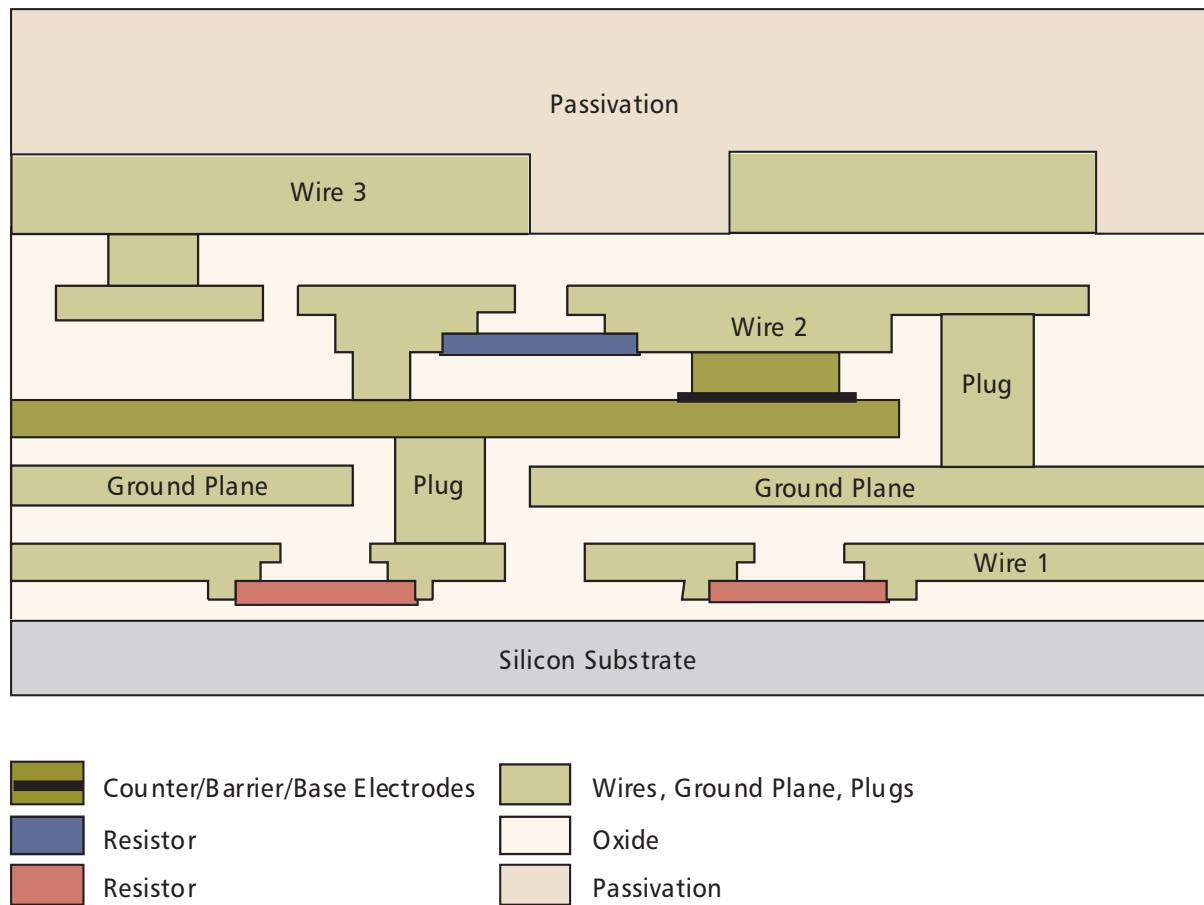 Passivation
Wire 3
Wire 2
Plug
Ground Plane
Plug
Ground Plane
Wire 1
Silicon Substrate
Counter/Barrier/Base Electrodes
Wires, Ground Plane, Plugs
Resistor
Oxide
Resistor
Passivation